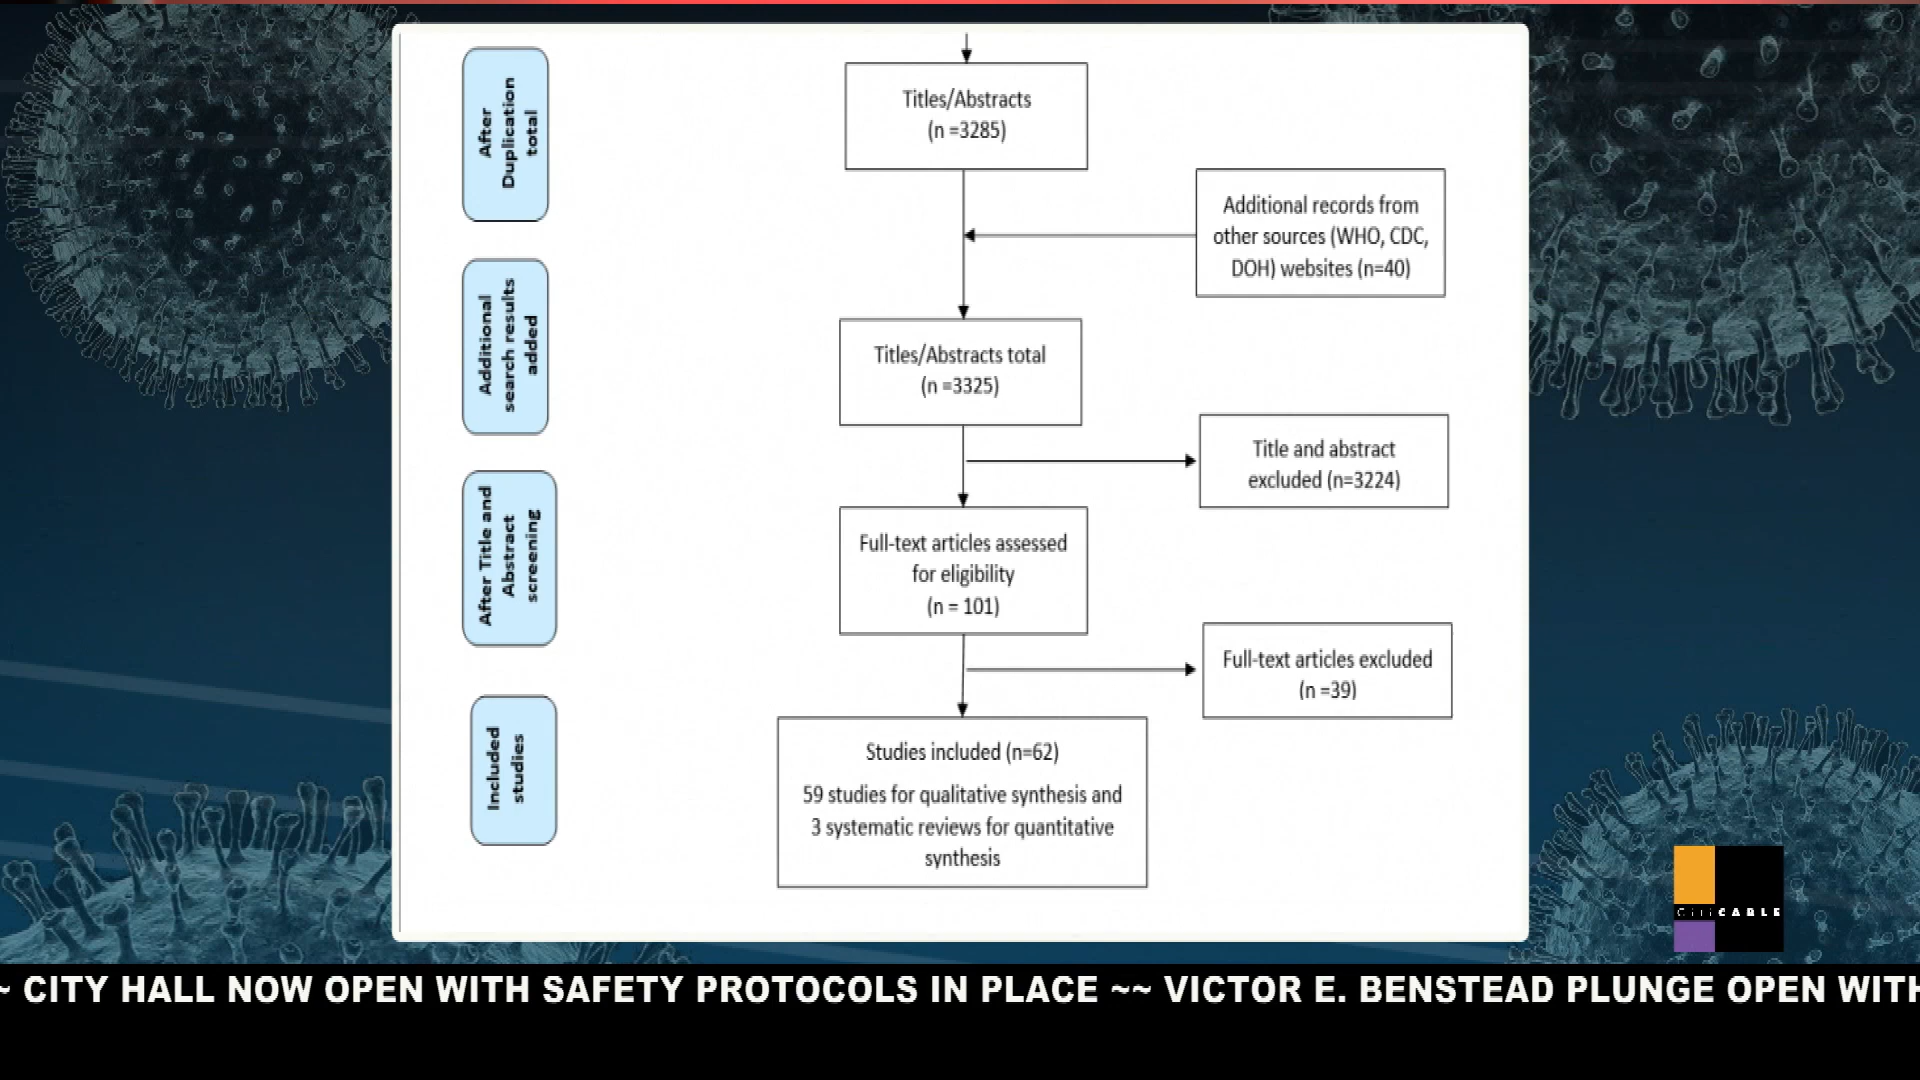 After
Duplication
total
Titles/Abstracts
(n =3285)
Additional records from
other sources (WHO, CDC,
DOH) websites (n=40)
Additional
search results
added
Titles/Abstracts total
(n =3325)
Title and abstract
excluded (n=3224)
After Title and
Abstract
screening
Full-text articles assessed
for eligibility
(n = 101)
Full-text articles excluded
(n =39)
Included
studies
Studies included (n=62)
59 studies for qualitative synthesis and
3 systematic reviews for quantitative
synthesis
CITICABLE
~ CITY HALL NOW OPEN WITH SAFETY PROTOCOLS IN PLACE ~~ VICTOR E. BENSTEAD PLUNGE OPEN WITH